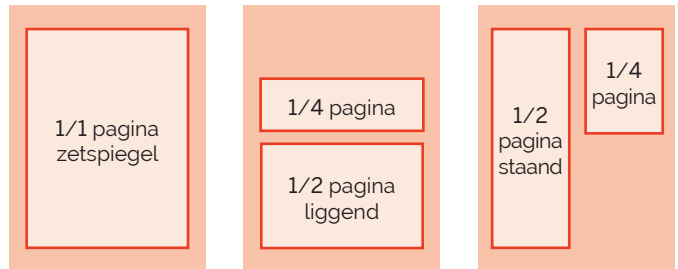 1/1 pagina
zetspiegel
1/4 pagina
1/2 pagina
liggend
1/2
pagina
staand
1/4
pagina